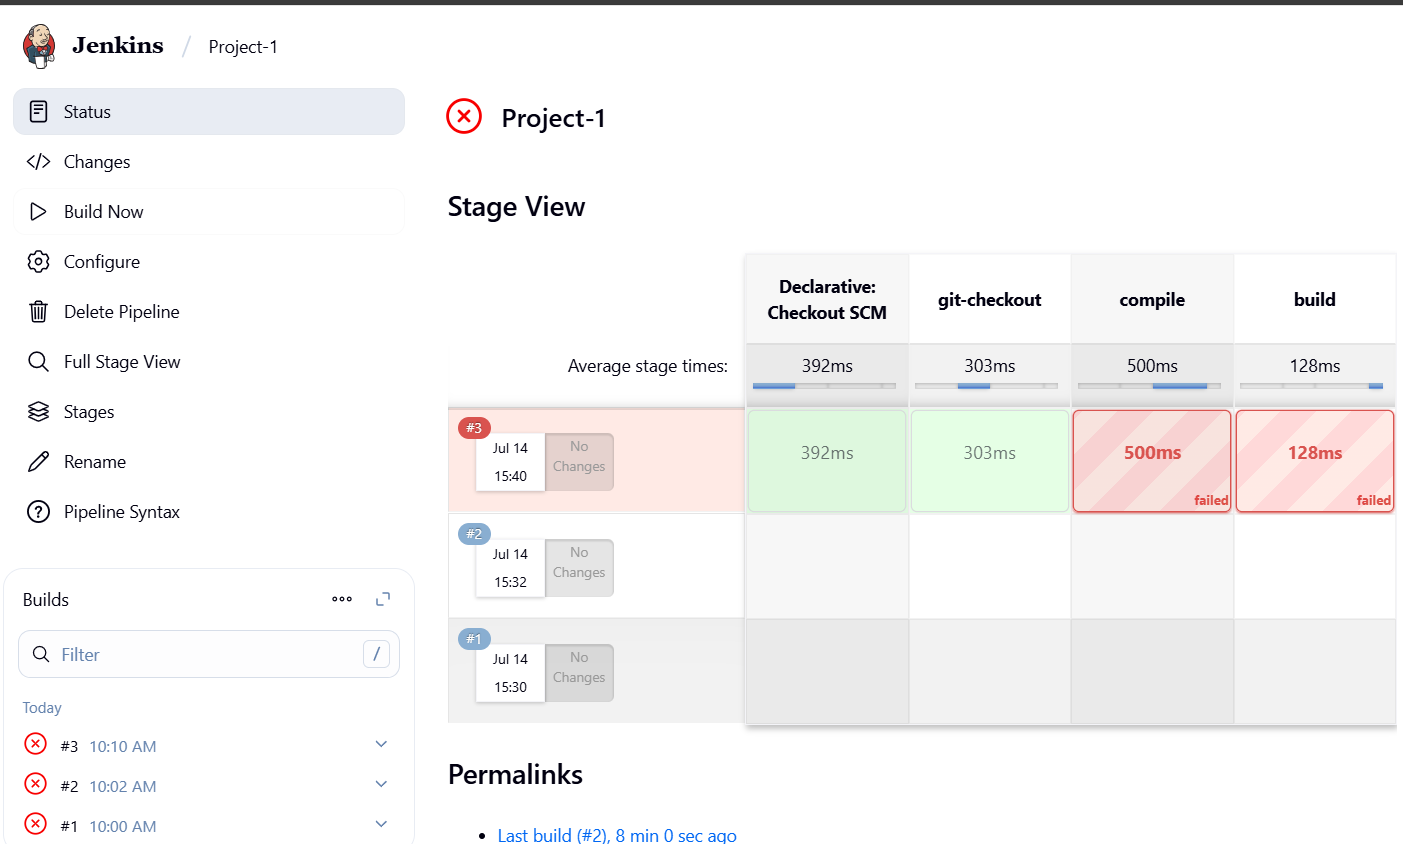 Jenkins / Project-1
Status
Changes
Build Now
Configure
Delete Pipeline
Full Stage View
Stages
Rename
Pipeline Syntax
Builds
Filter
/
Today
#3 10:10 AM
#2 10:02 AM
#1 10:00 AM
Project-1
Stage View
Declarative:
Checkout SCM
git-checkout
compile
build
Average stage times:
392ms
303ms
500ms
128ms
#3
Jul 14
15:40
No
Changes
392ms
303ms
500ms
failed
128ms
failed
#2
Jul 14
15:32
No
Changes
#1
Jul 14
15:30
No
Changes
Permalinks
• Last build (#2), 8 min 0 sec ago